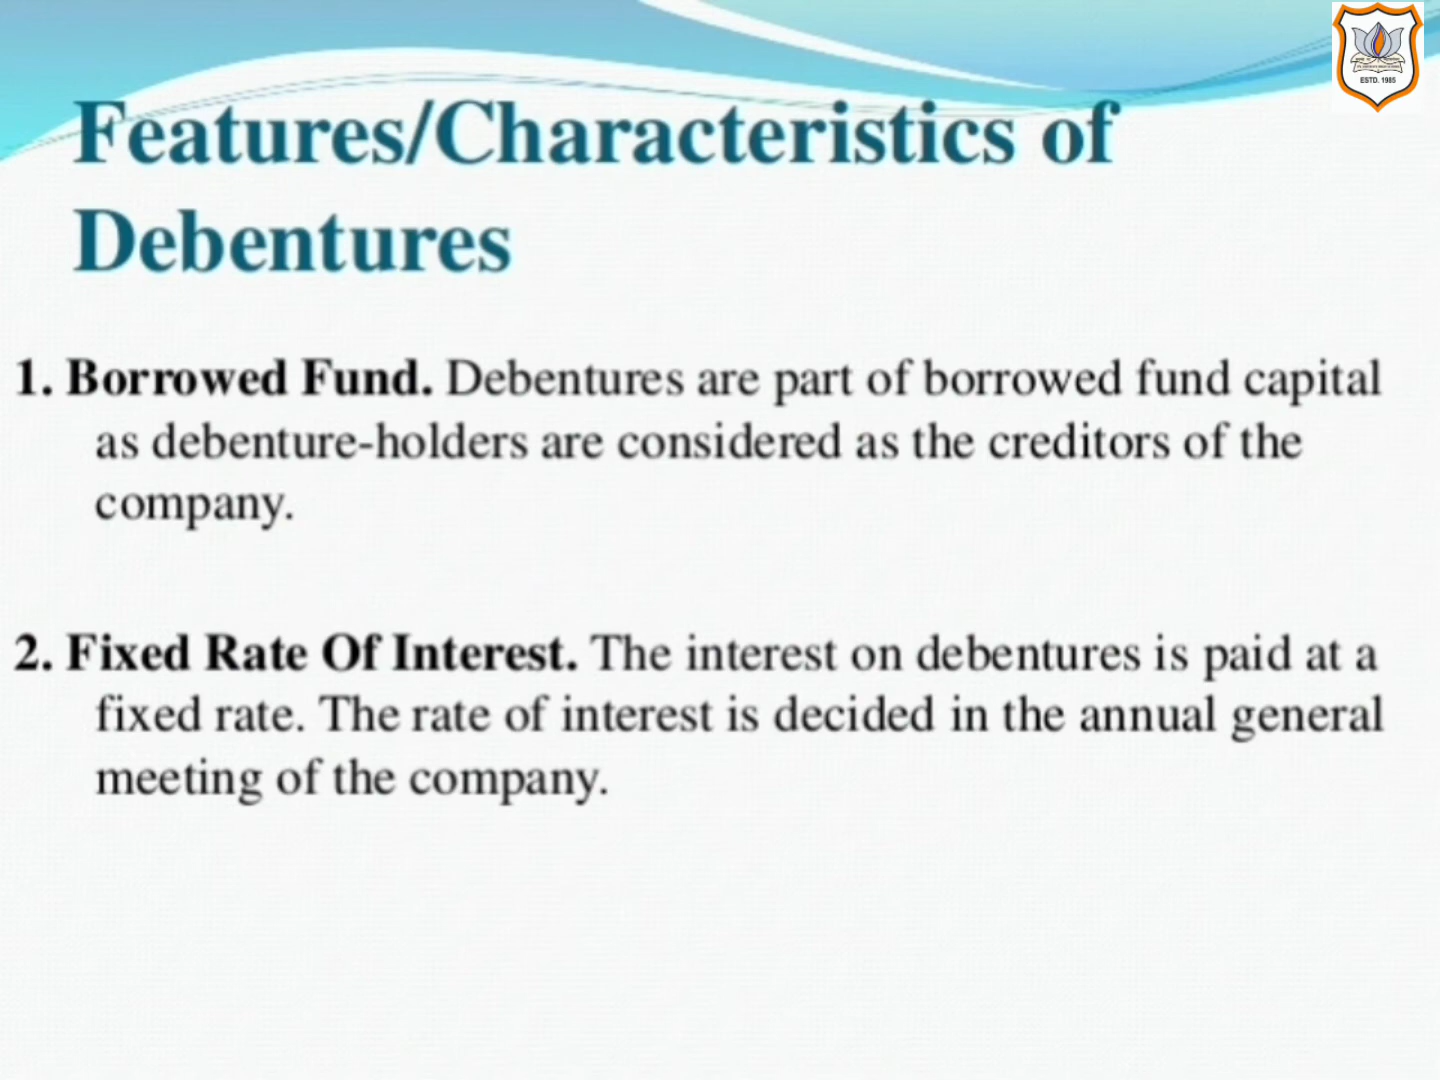 ESTD. 1985
Features/Characteristics of
Debentures
1. Borrowed Fund. Debentures are part of borrowed fund capital
as debenture-holders are considered as the creditors of the
company.
2. Fixed Rate Of Interest. The interest on debentures is paid at a
fixed rate. The rate of interest is decided in the annual general
meeting of the company.